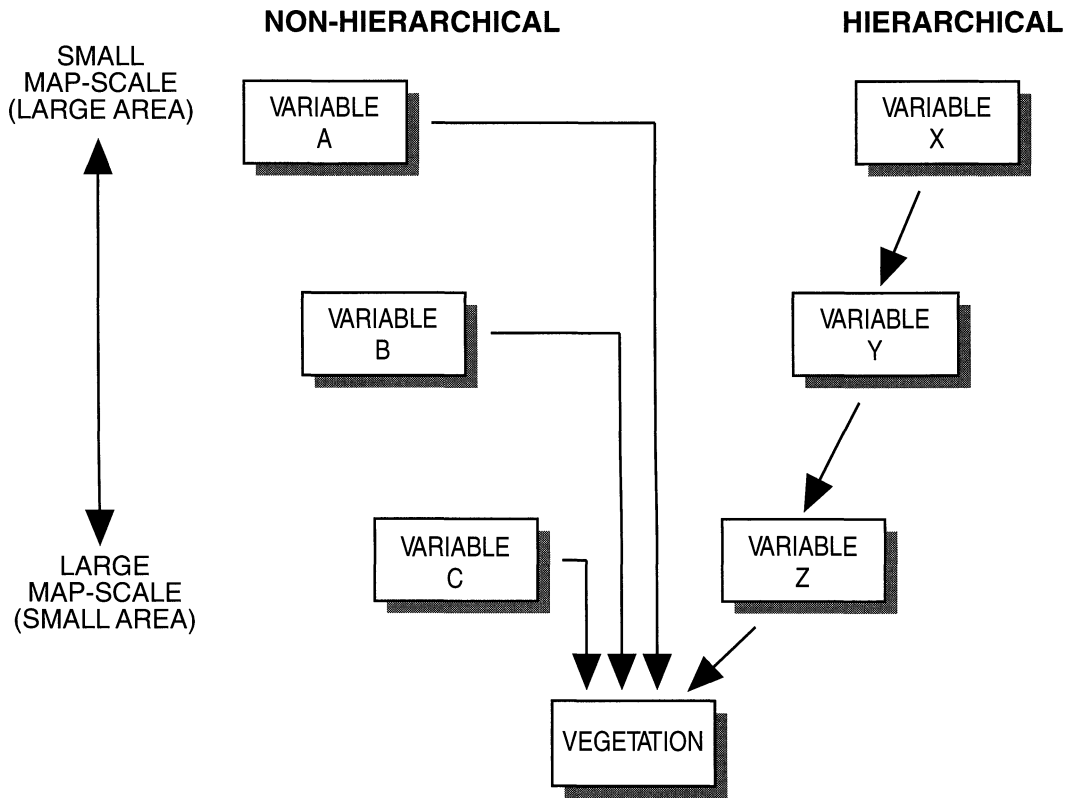 NON-HIERARCHICAL
HIERARCHICAL
SMALL
MAP-SCALE
(LARGE AREA)
VARIABLE
A
VARIABLE
X
VARIABLE
B
VARIABLE
Y
VARIABLE
C
VARIABLE
Z
LARGE
MAP-SCALE
(SMALL AREA)
VEGETATION